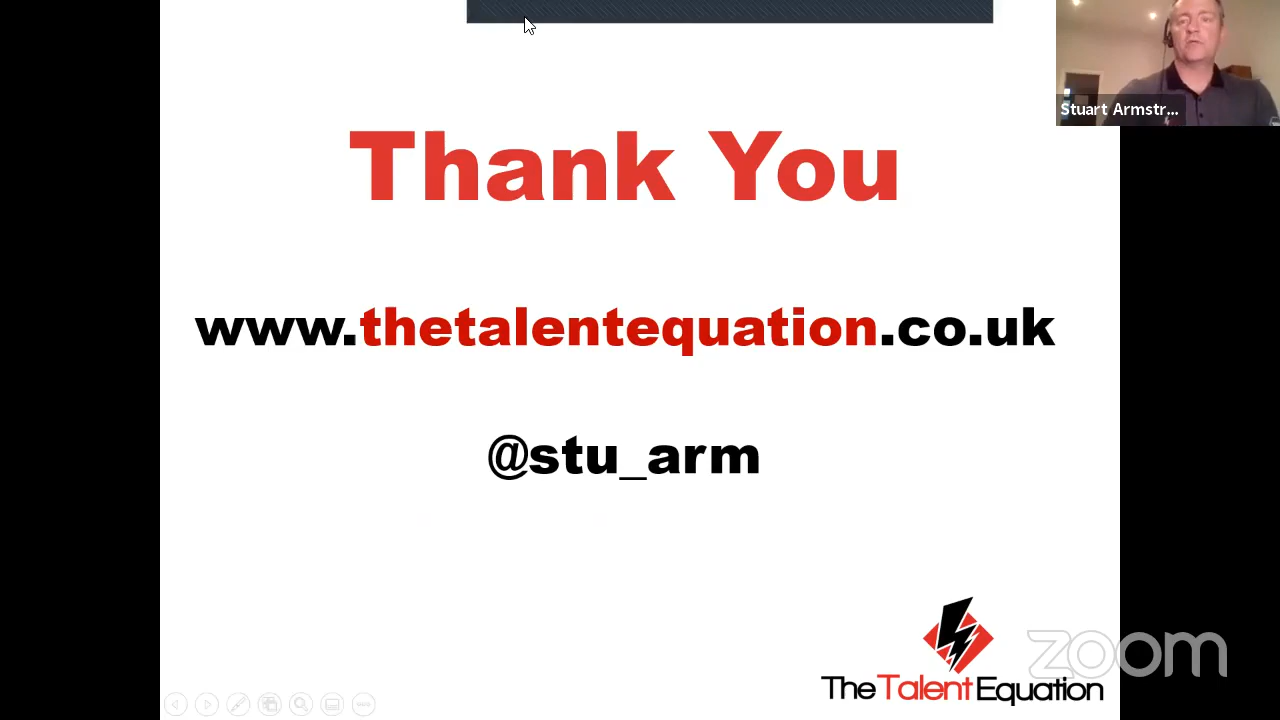 Stuart Armstr...
Thank You
www.thetalentequation.co.uk
@stu_arm
zoom
The Talent Equation